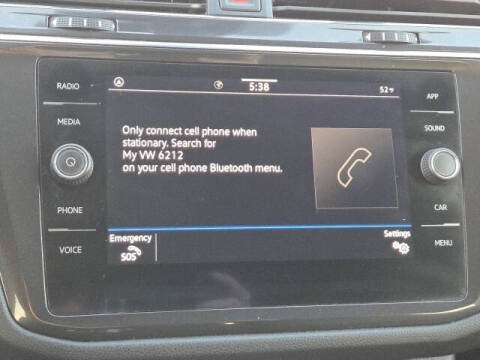 RADIO
MEDIA
PHONE
VOICE
5:38
52°F
Only connect cell phone when
stationary. Search for
My VW 6212
on your cell phone Bluetooth menu.
Emergency
SOS
Settings
APP
SOUND
CAR
MENU